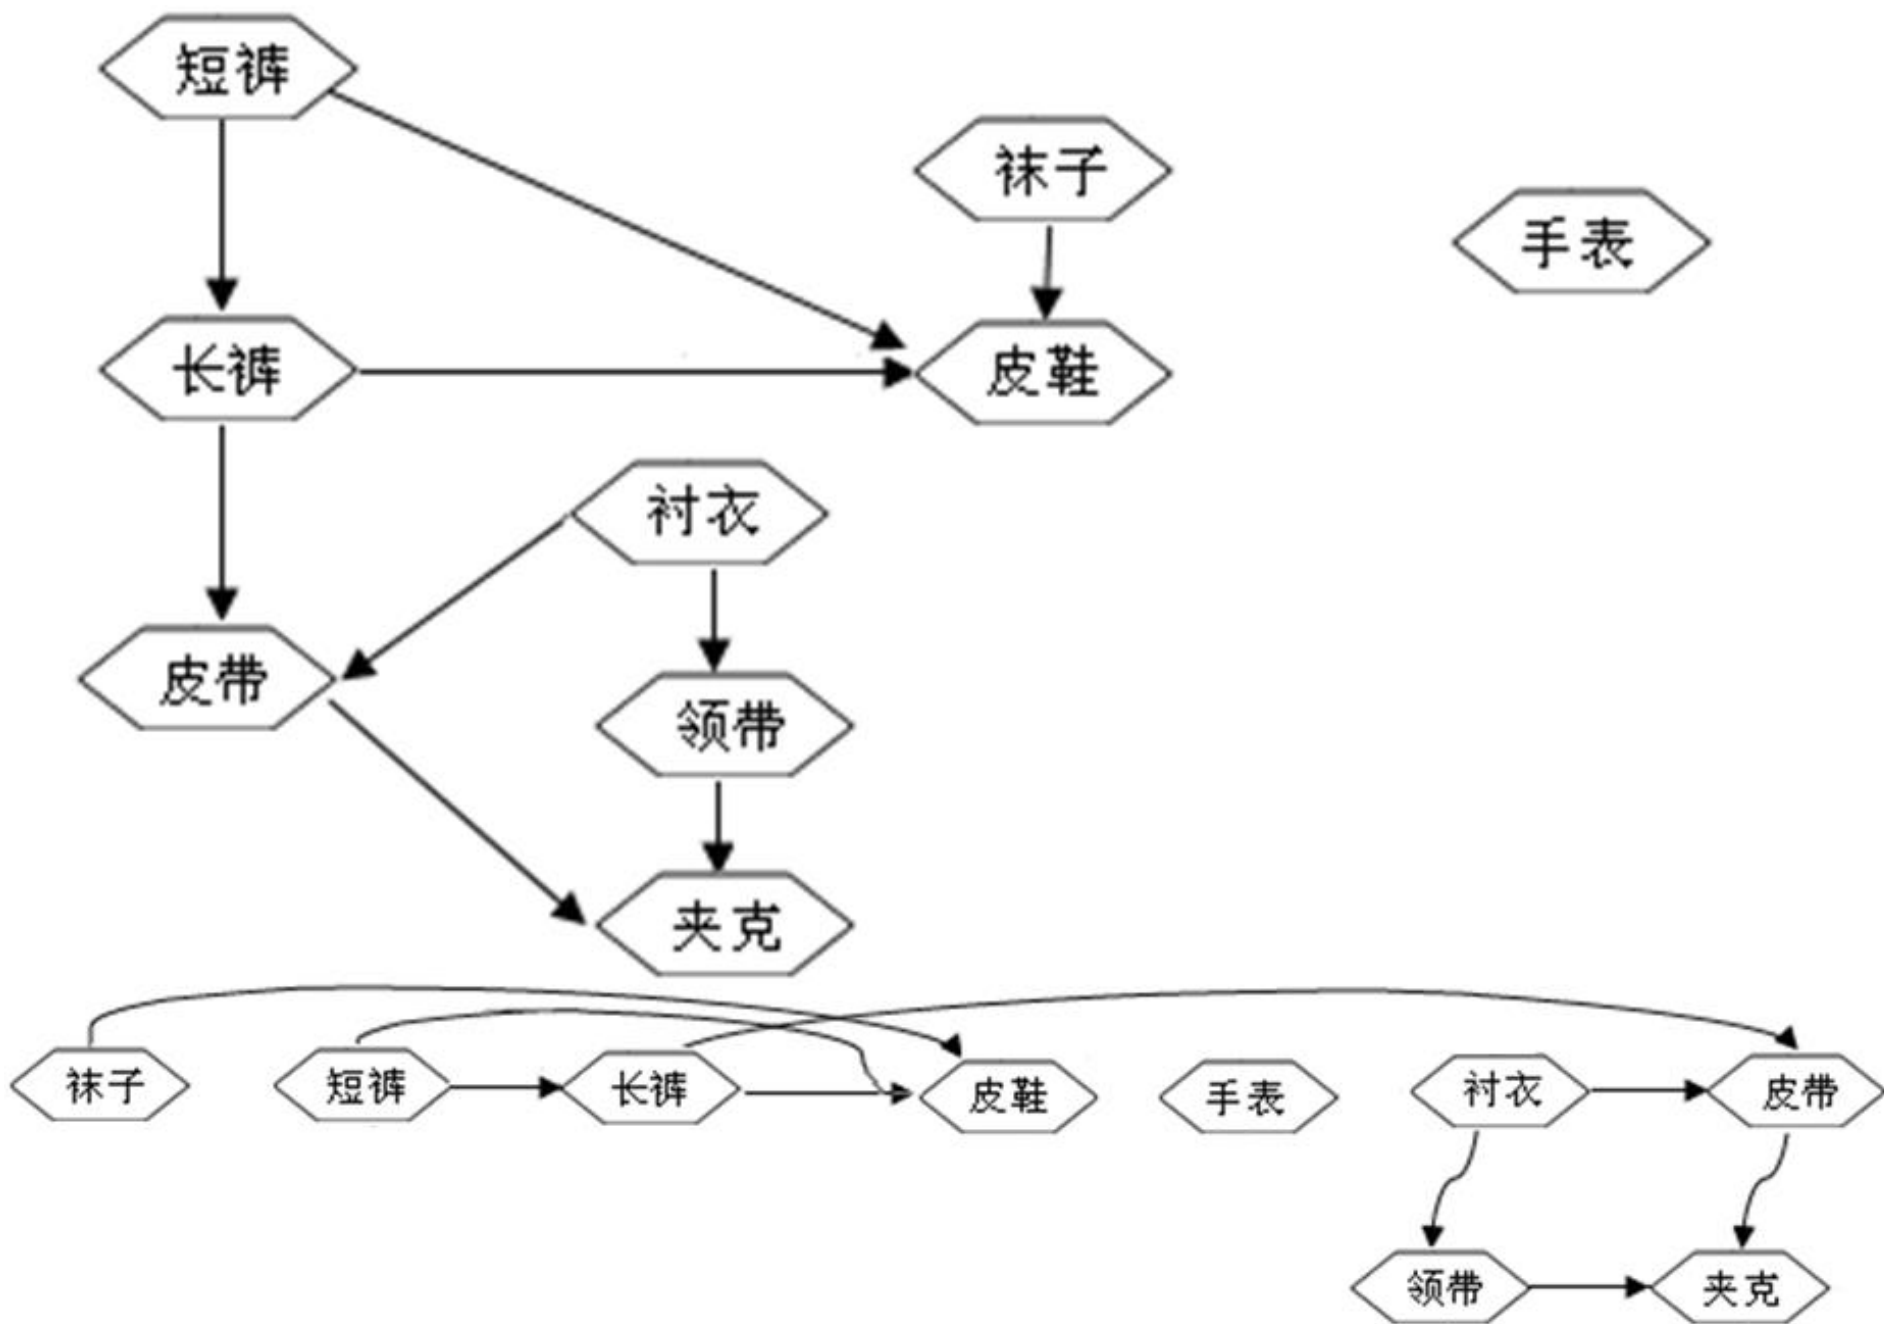 短裤
袜子
手表
长裤
皮鞋
衬衣
皮带
领带
夹克
袜子 短裤 长裤 皮鞋 手表 衬衣 皮带
领带 夹克